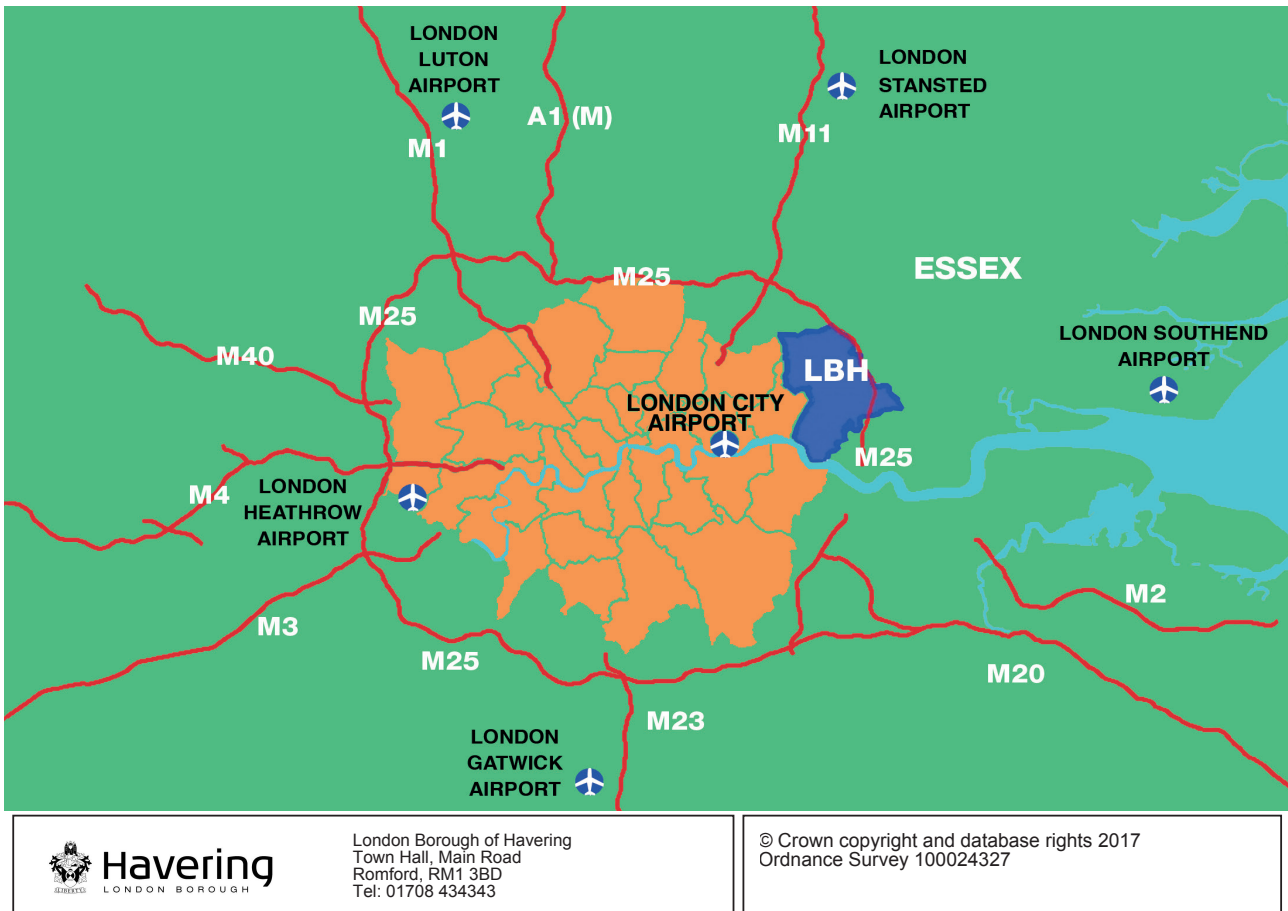 LONDON
LUTON
AIRPORT
A1 (M)
M1
M11
LONDON
STANSTED
AIRPORT
ESSEX
M25
M25
M40
LONDON SOUTHEND
AIRPORT
LBH
LONDON CITY
AIRPORT
M25
M4
LONDON
HEATHROW
AIRPORT
M3
M25
M2
M20
M23
LONDON
GATWICK
AIRPORT
Havering
LONDON BOROUGH
LIBERTY
London Borough of Havering
Town Hall, Main Road
Romford, RM1 3BD
Tel: 01708 434343
© Crown copyright and database rights 2017
Ordnance Survey 100024327